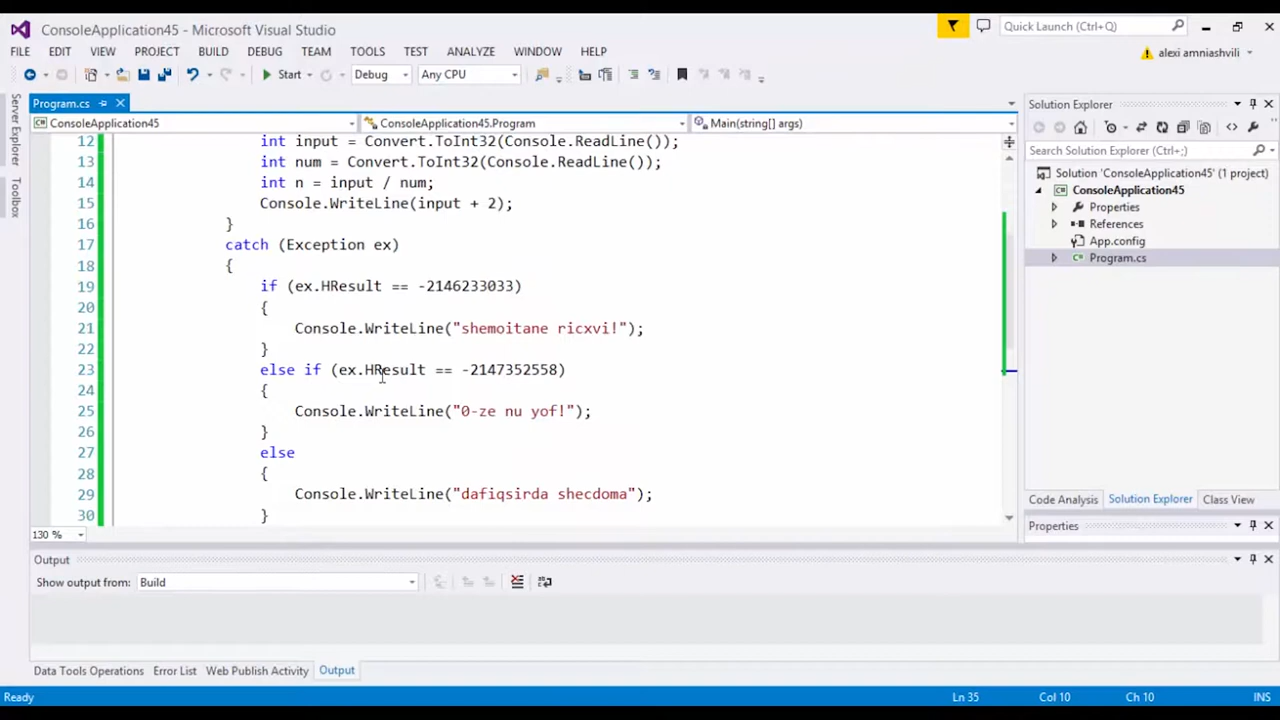 ConsoleApplication45 - Microsoft Visual Studio
Quick Launch (Ctrl+Q)
FILE EDIT VIEW PROJECT BUILD DEBUG TEAM TOOLS TEST ANALYZE WINDOW HELP
alexi amniashvili
Start Debug Any CPU
Server Explorer
Toolbox
Program.cs
ConsoleApplication45 ConsoleApplication45.Program Main(string[] args)
12 int input = Convert.ToInt32(Console.ReadLine());
13 int num = Convert.ToInt32(Console.ReadLine());
14 int n = input / num;
15 Console.WriteLine(input + 2);
16 }
17 catch (Exception ex)
18 {
19 if (ex.HResult == -2146233033)
20 {
21 Console.WriteLine("shemoitane ricxvi!");
22 }
23 else if (ex.HResult == -2147352558)
24 {
25 Console.WriteLine("0-ze nu yof!");
26 }
27 else
28 {
29 Console.WriteLine("dafiqsirda shecdoma");
30 }
130 %
Solution Explorer
Search Solution Explorer (Ctrl+;)
Solution 'ConsoleApplication45' (1 project)
ConsoleApplication45
Properties
References
App.config
Program.cs
Code Analysis Solution Explorer Class View
Properties
Output
Show output from: Build
Data Tools Operations Error List Web Publish Activity Output
Ready Ln 35 Col 10 Ch 10 INS